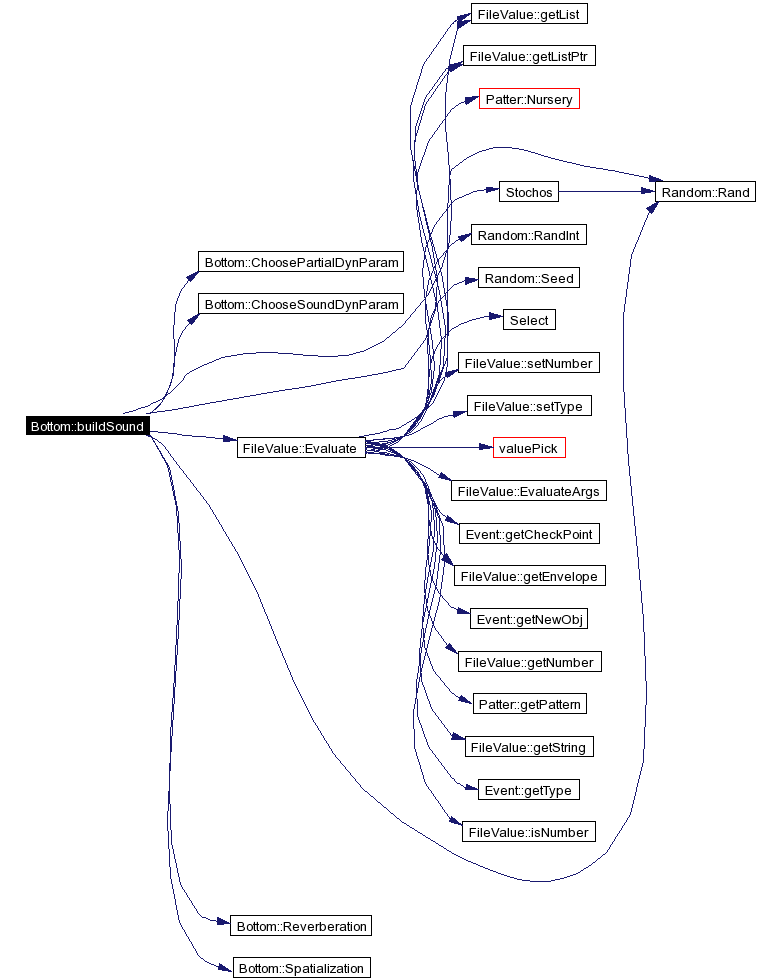 FileValue::getList
FileValue::getListPtr
Patter::Nursery
Stochos
Random::Rand
Random::RandInt
Bottom::ChoosePartialDynParam
Random::Seed
Bottom::ChooseSoundDynParam
Select
FileValue::setNumber
FileValue::setType
Bottom::buildSound
FileValue::Evaluate
valuePick
FileValue::EvaluateArgs
Event::getCheckPoint
FileValue::getEnvelope
Event::getNewObj
FileValue::getNumber
Patter::getPattern
FileValue::getString
Event::getType
FileValue::isNumber
Bottom::Reverberation
Bottom::Spatialization